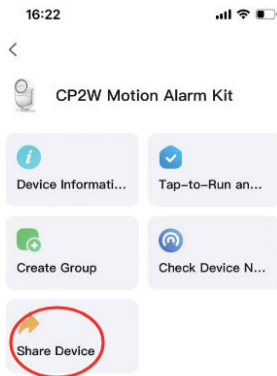 16:22
CP2W Motion Alarm Kit
Device Informati...
Tap-to-Run an...
Create Group
Check Device N...
Share Device